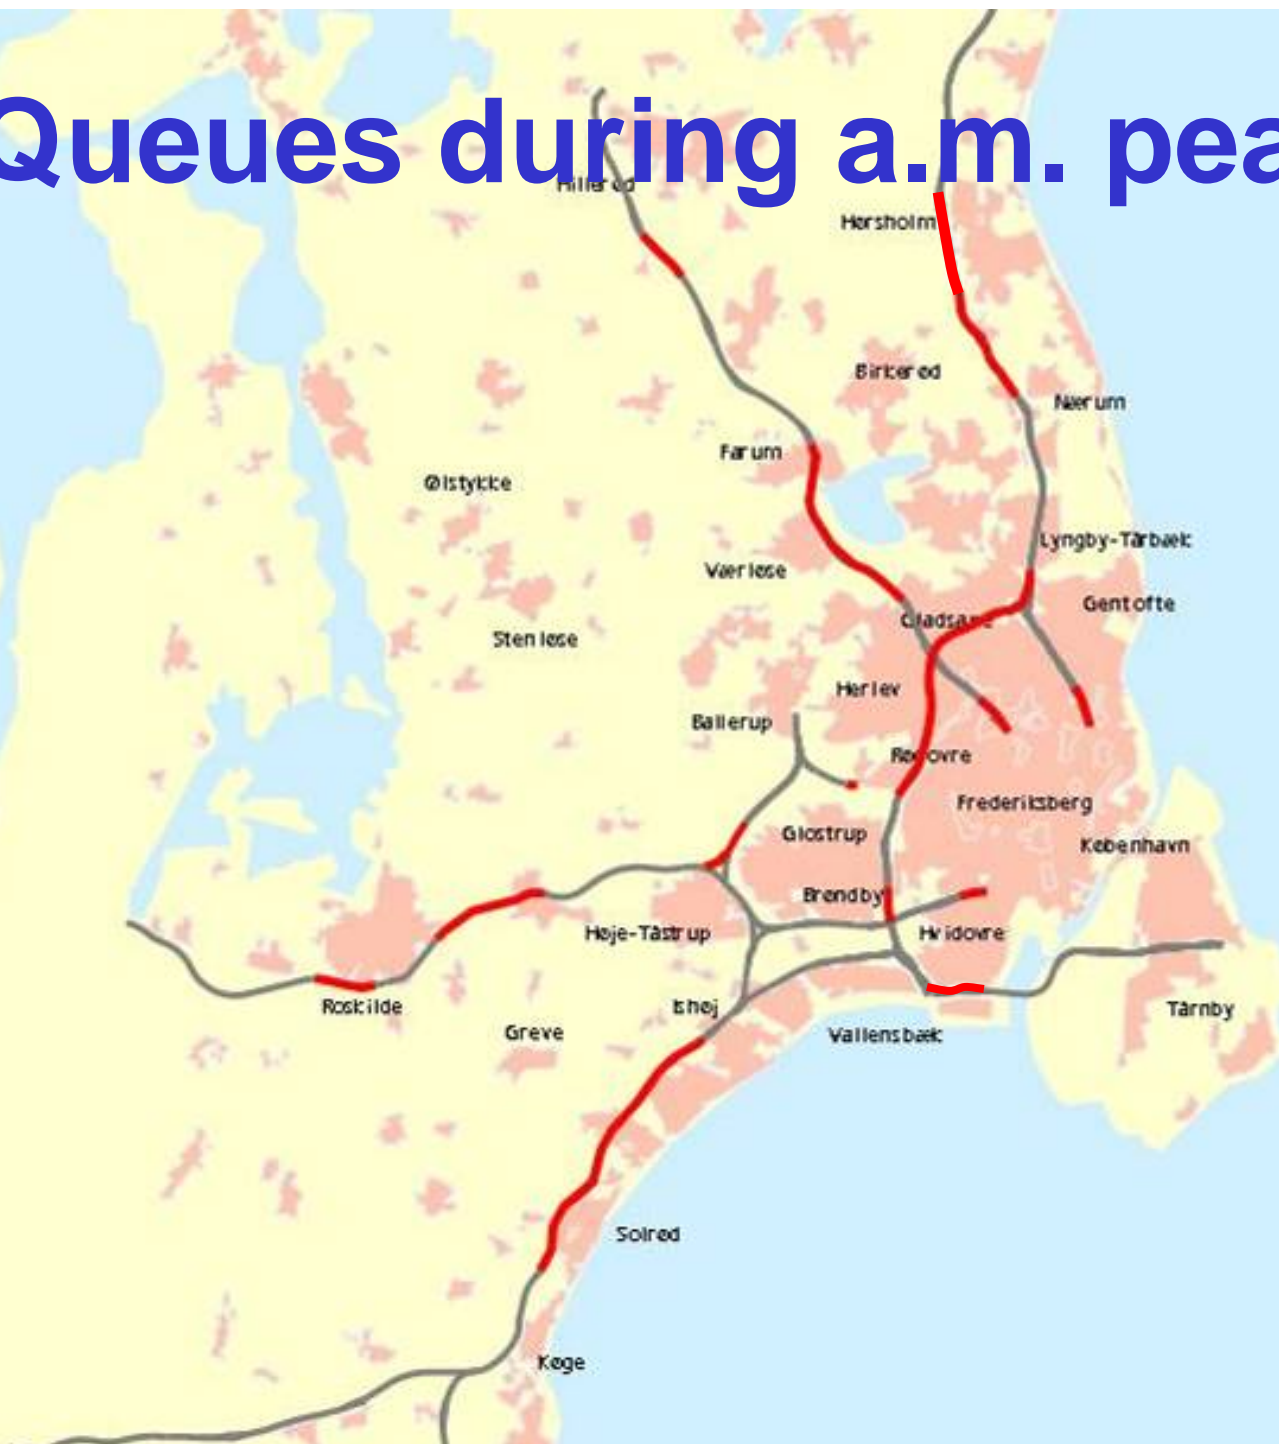 Queues during a.m. pea
Hillerød
Hørsholm
Birkerød
Nærum
Farum
Ølstykke
Lyngby-Tårbæk
Værløse
Gentofte
Gladsaxe
Stenløse
Herlev
Ballerup
Rødovre
Frederiksberg
Glostrup
København
Brøndby
Høje-Tåstrup
Hvidovre
Roskilde
Ishøj
Tårnby
Greve
Vallensbæk
Solrød
Køge